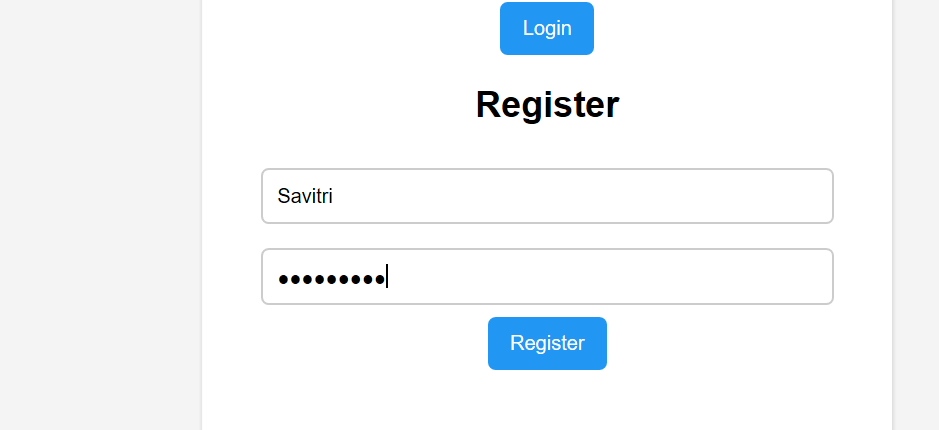 Login
Register
Savitri
•••••••••
Register